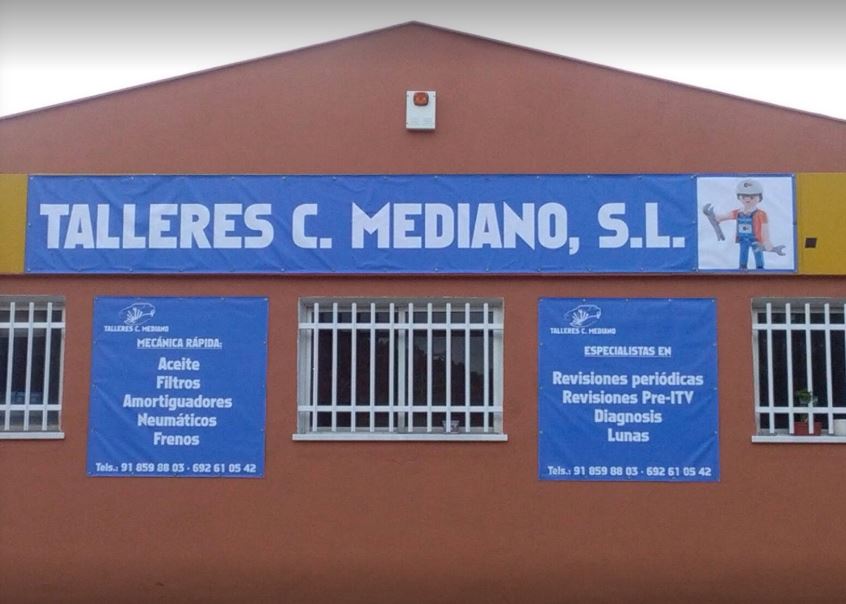 TALLERES C. MEDIANO, S.L.
TALLERES C. MEDIANO
MECÁNICA RÁPIDA:
Aceite
Filtros
Amortiguadores
Neumáticos
Frenos
Tels.: 91 859 88 03 - 692 61 05 42
TALLERES C. MEDIANO
ESPECIALISTAS EN
Revisiones periódicas
Revisiones Pre-ITV
Diagnosis
Lunas
Tels.: 91 859 88 03 - 692 61 05 42